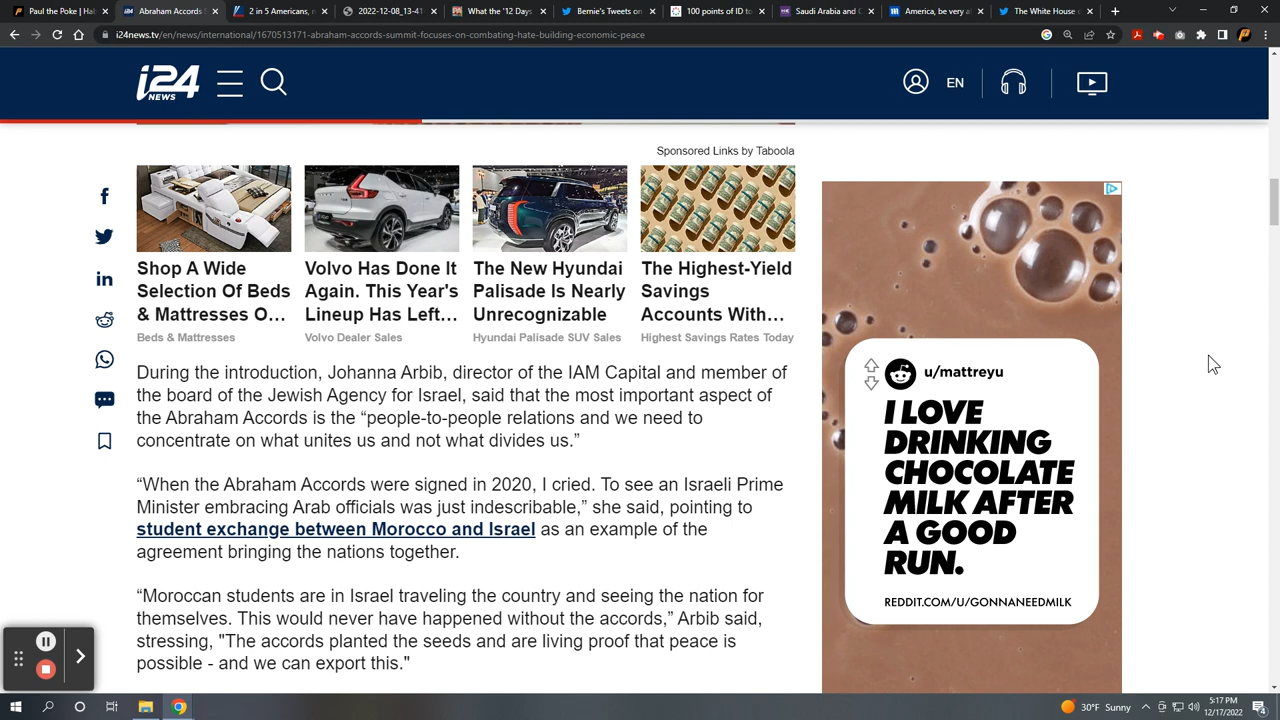 Paul the Poke | Hat
Abraham Accords S
2 in 5 Americans, n
2022-12-08_13-41
What the '12 Days
Bernie's Tweets on
100 points of ID to
Saudi Arabia and C
America, be very a
The White House o
i24news.tv/en/news/international/1670513171-abraham-accords-summit-focuses-on-combating-hate-building-economic-peace
i24
NEWS
EN
Sponsored Links by Taboola
Shop A Wide
Selection Of Beds
& Mattresses O...
Beds & Mattresses
Volvo Has Done It
Again. This Year's
Lineup Has Left...
Volvo Dealer Sales
The New Hyundai
Palisade Is Nearly
Unrecognizable
Hyundai Palisade SUV Sales
The Highest-Yield
Savings
Accounts With...
Highest Savings Rates Today
During the introduction, Johanna Arbib, director of the IAM Capital and member of
the board of the Jewish Agency for Israel, said that the most important aspect of
the Abraham Accords is the “people-to-people relations and we need to
concentrate on what unites us and not what divides us.”
“When the Abraham Accords were signed in 2020, I cried. To see an Israeli Prime
Minister embracing Arab officials was just indescribable,” she said, pointing to
student exchange between Morocco and Israel as an example of the
agreement bringing the nations together.
“Moroccan students are in Israel traveling the country and seeing the nation for
themselves. This would never have happened without the accords,” Arbib said,
stressing, "The accords planted the seeds and are living proof that peace is
possible - and we can export this."
u/mattreyu
I LOVE
DRINKING
CHOCOLATE
MILK AFTER
A GOOD
RUN.
REDDIT.COM/U/GONNANEEDMILK
30°F Sunny
5:17 PM
12/17/2022
4